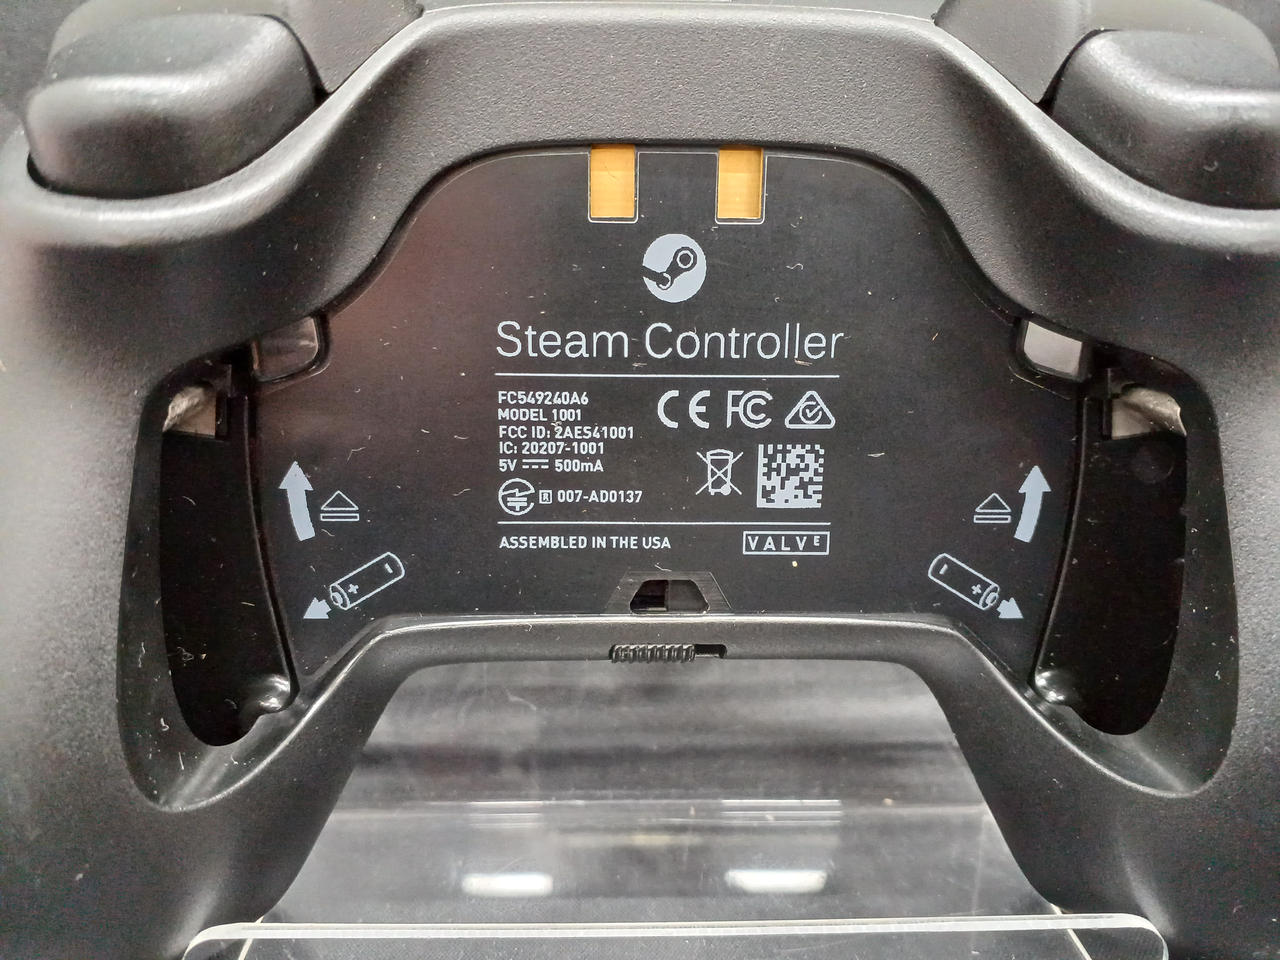 Steam Controller
FC549240A6
MODEL 1001
FCC ID: 2AES41001
IC: 20207-1001
5V ⎓ 500mA
R 007-AD0137
CE FC
ASSEMBLED IN THE USA
VALVE